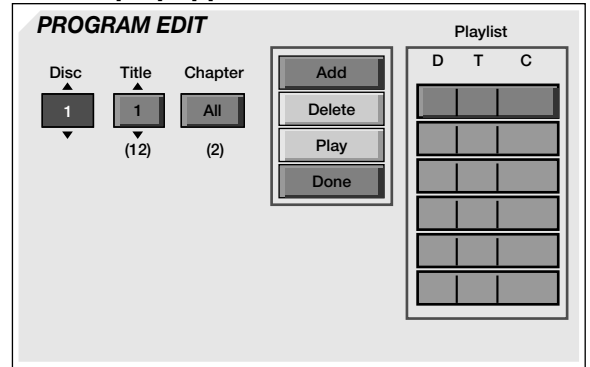 PROGRAM EDIT
Playlist
D T C
Disc Title Chapter
1 1 All
(12) (2)
Add
Delete
Play
Done